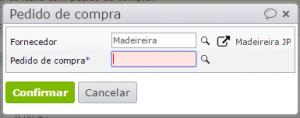 Pedido de compra
Fornecedor Madeireira Madeireira JP
Pedido de compra*
Confirmar Cancelar